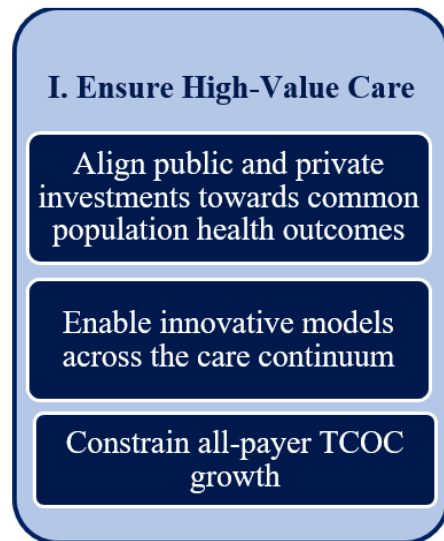 I. Ensure High-Value Care
Align public and private
investments towards common
population health outcomes
Enable innovative models
across the care continuum
Constrain all-payer TCOC
growth